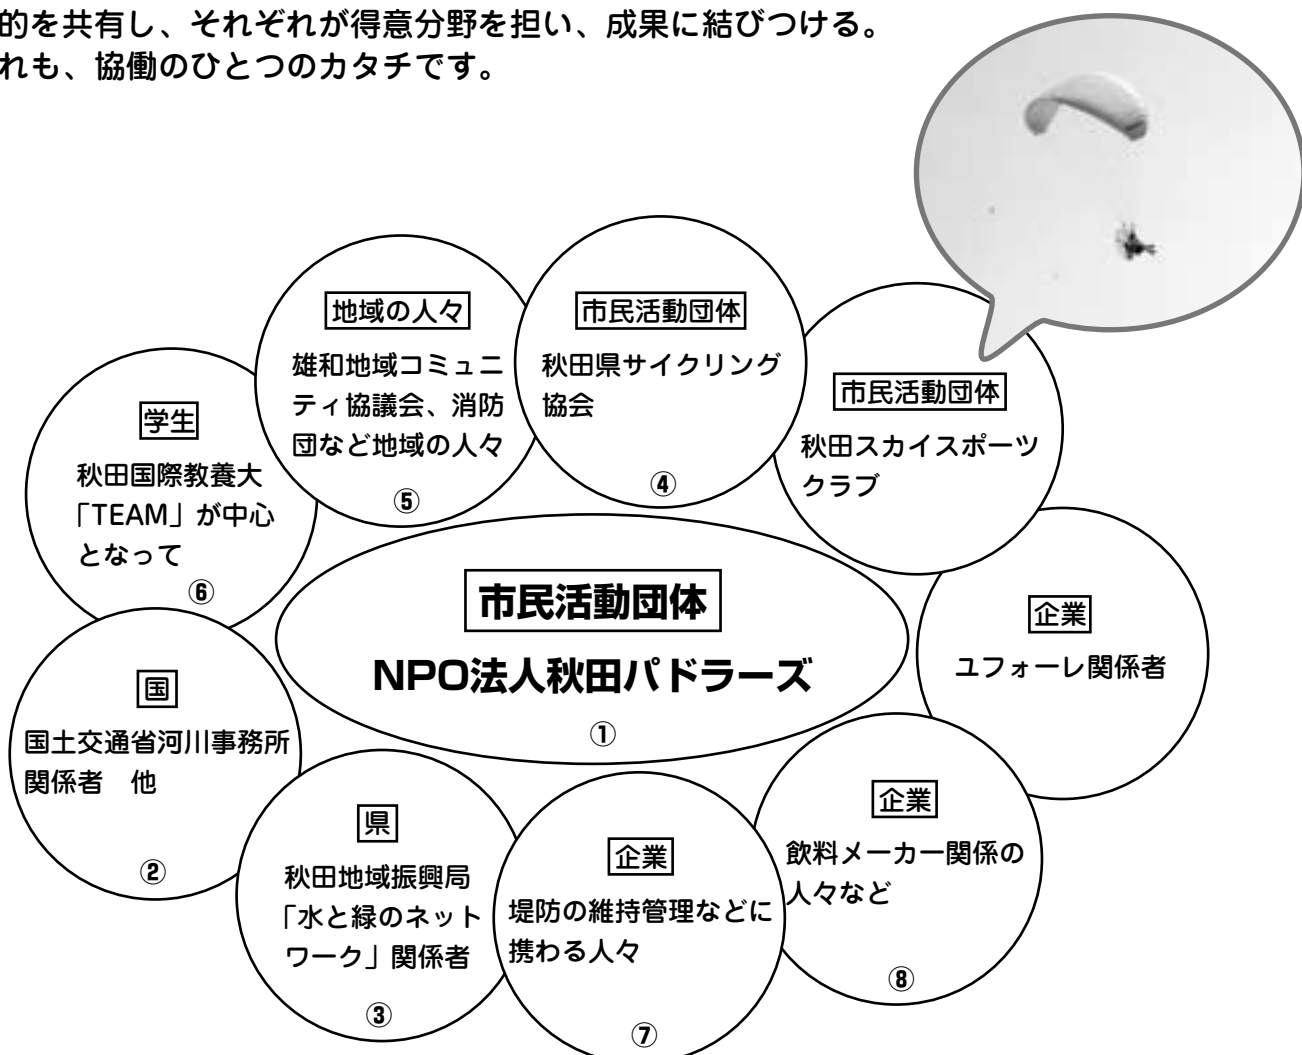 的を共有し、それぞれが得意分野を担い、成果に結びつける。
れも、協働のひとつのカタチです。
地域の人々
雄和地域コミュニ
ティ協議会、消防
団など地域の人々
⑤
市民活動団体
秋田県サイクリング
協会
④
市民活動団体
秋田スカイスポーツ
クラブ
学生
秋田国際教養大
「TEAM」が中心
となって
⑥
市民活動団体
NPO法人秋田パドラーズ
①
企業
ユフォーレ関係者
国
国土交通省河川事務所
関係者　他
②
県
秋田地域振興局
「水と緑のネット
ワーク」関係者
③
企業
堤防の維持管理などに
携わる人々
⑦
企業
飲料メーカー関係の
人々など
⑧